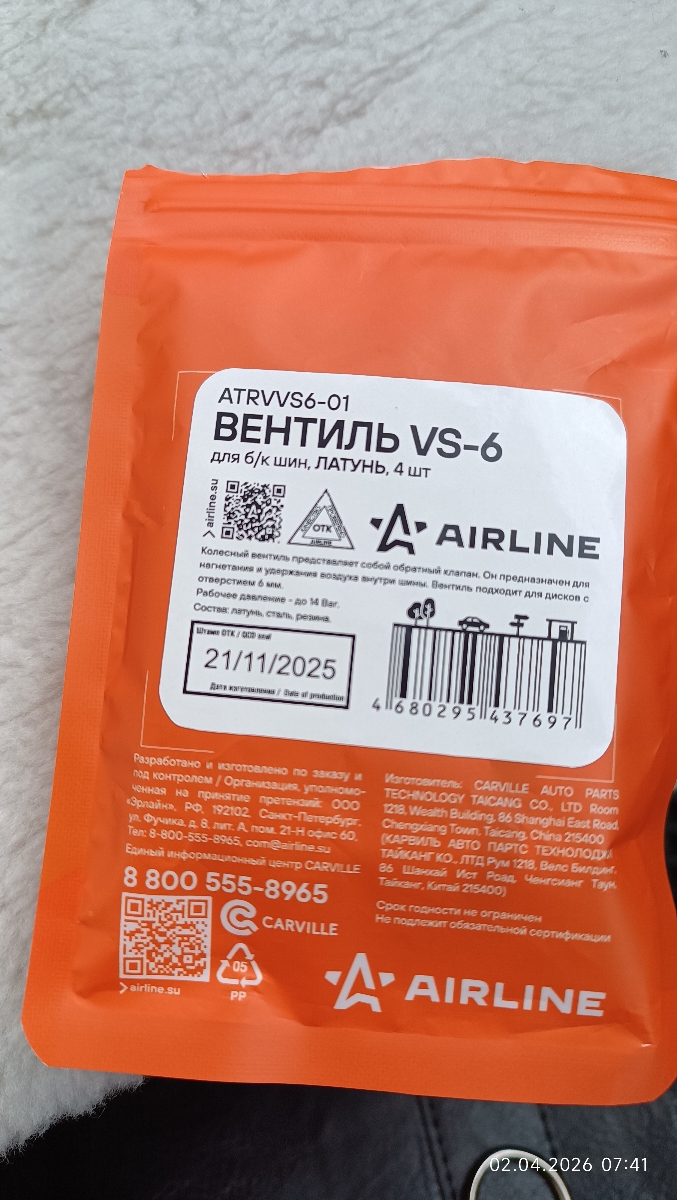 ATRVVS6-01
ВЕНТИЛЬ VS-6
для б/к шин, ЛАТУНЬ, 4 шт
airline.su
ОТК
AIRLINE
AIRLINE
Колесный вентиль представляет собой обратный клапан. Он предназначен для
нагнетания и удержания воздуха внутри шины. Вентиль подходит для дисков с
отверстием 6 мм.
Рабочее давление - до 14 Bar.
Состав: латунь, сталь, резина.
Штамп ОТК / QCD seal
21/11/2025
Дата изготовления / Date of production
4 680295 437697
Разработано и изготовлено по заказу и
под контролем / Организация, уполномо-
ченная на принятие претензий: ООО
«Эрлайн», РФ, 192102, Санкт-Петербург,
ул. Фучика, д. 8, лит. А, пом. 21-Н офис 60,
Тел: 8-800-555-8965, com@airline.su
Единый информационный центр CARVILLE
8 800 555-8965
CARVILLE
airline.su
05
PP
Изготовитель: CARVILLE AUTO PARTS
TECHNOLOGY TAICANG CO., LTD Room
1218, Wealth Building, 86 Shanghai East Road,
Chengxiang Town, Taicang, China 215400
(КАРВИЛЬ АВТО ПАРТС ТЕХНОЛОДЖИ
ТАЙКАНГ КО., ЛТД Рум 1218, Велс Билдинг,
86 Шанхай Ист Роад, Ченгсианг Таун,
Тайканг, Китай 215400)
Срок годности не ограничен
Не подлежит обязательной сертификации
AIRLINE
02.04.2026 07:41